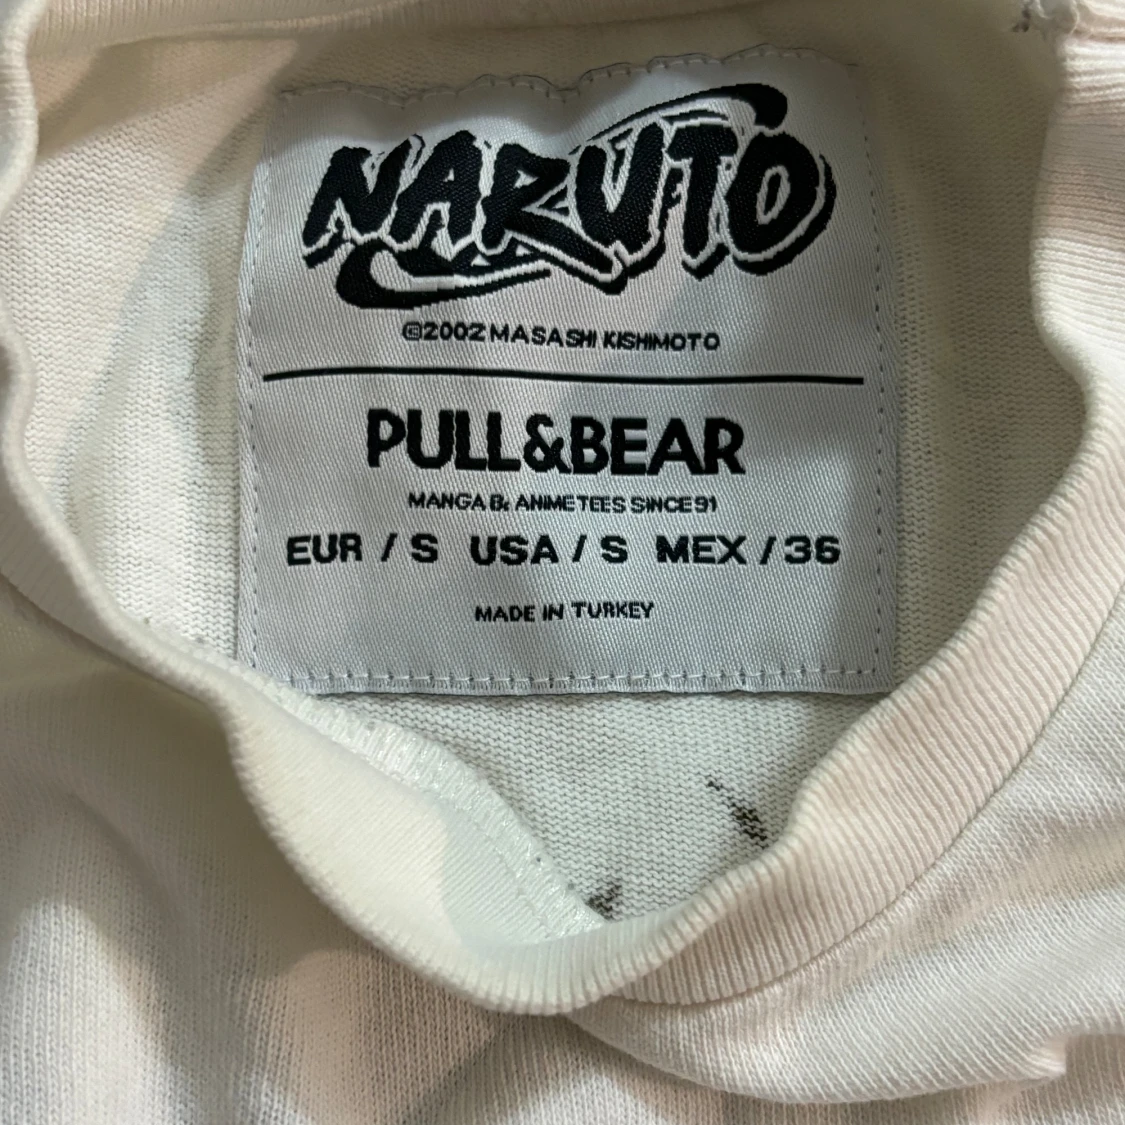 NARUTO
©2002 MASASHI KISHIMOTO
PULL&BEAR
MANGA & ANIME TEES SINCE 91
EUR / S USA / S MEX / 36
MADE IN TURKEY